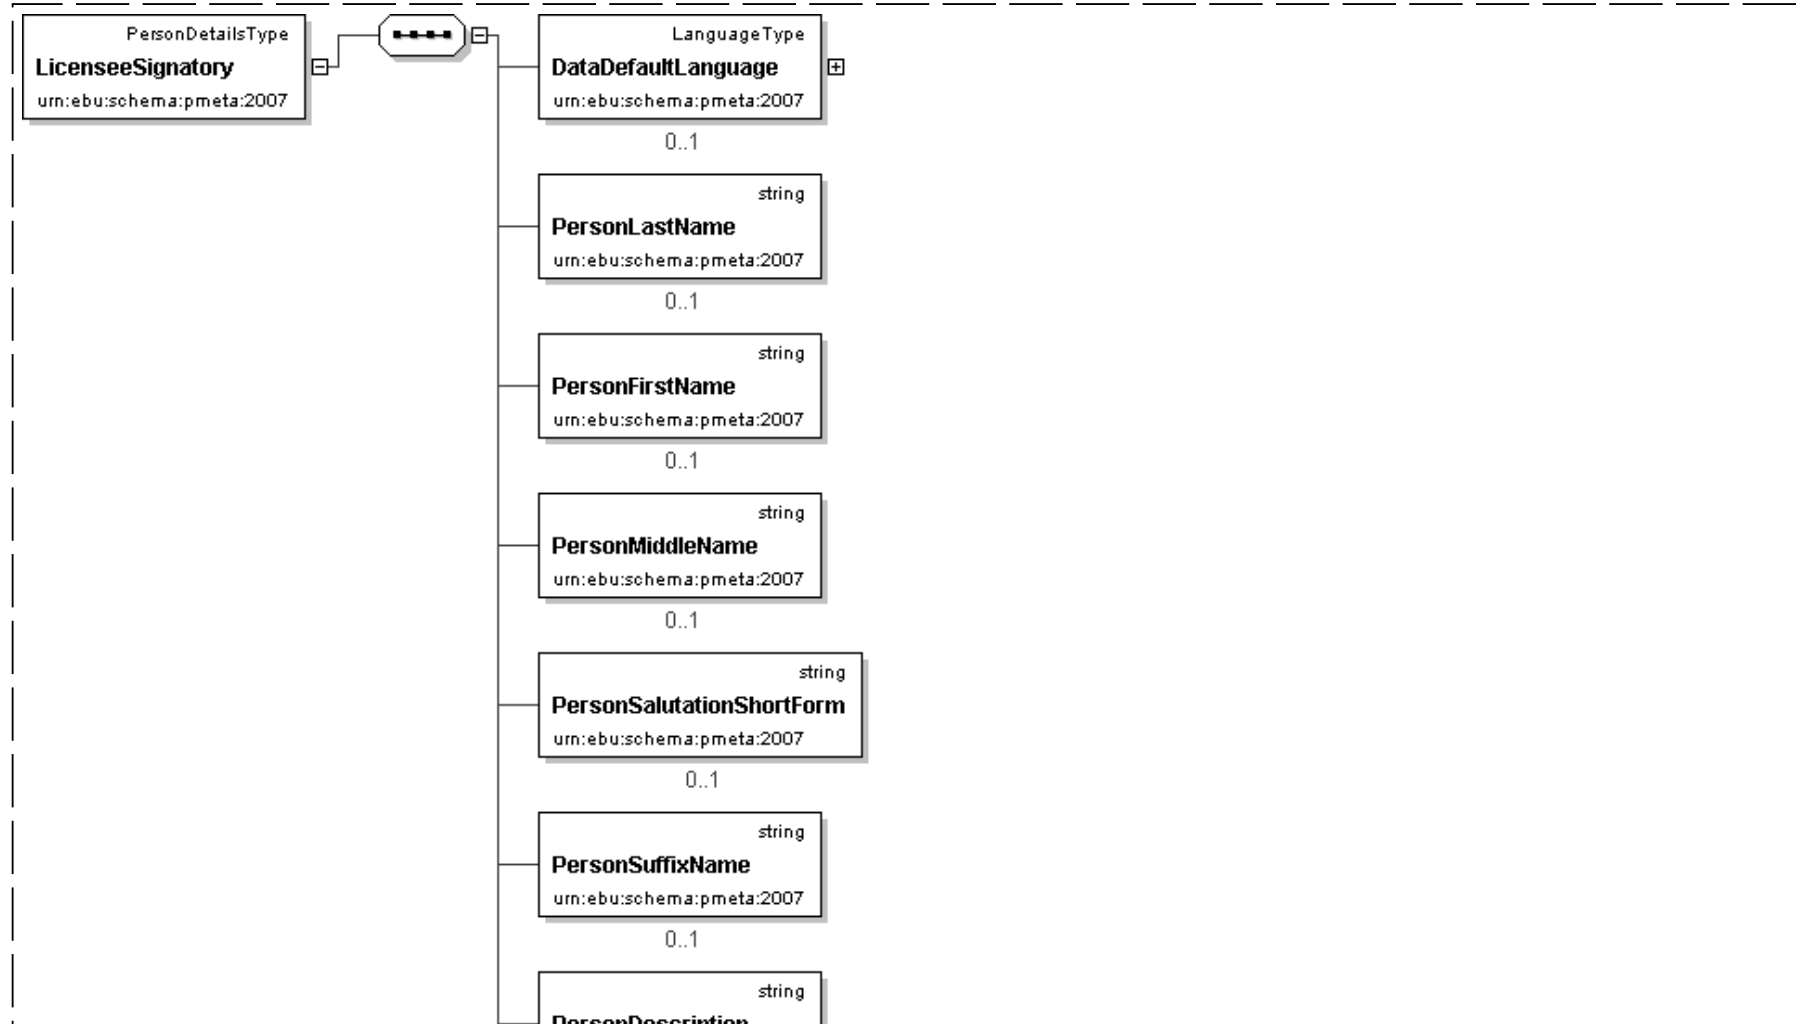 PersonDetailsType
LicenseeSignatory
urn:ebu:schema:pmeta:2007
LanguageType
DataDefaultLanguage
urn:ebu:schema:pmeta:2007
0..1
string
PersonLastName
urn:ebu:schema:pmeta:2007
0..1
string
PersonFirstName
urn:ebu:schema:pmeta:2007
0..1
string
PersonMiddleName
urn:ebu:schema:pmeta:2007
0..1
string
PersonSalutationShortForm
urn:ebu:schema:pmeta:2007
0..1
string
PersonSuffixName
urn:ebu:schema:pmeta:2007
0..1
string
PersonDescription